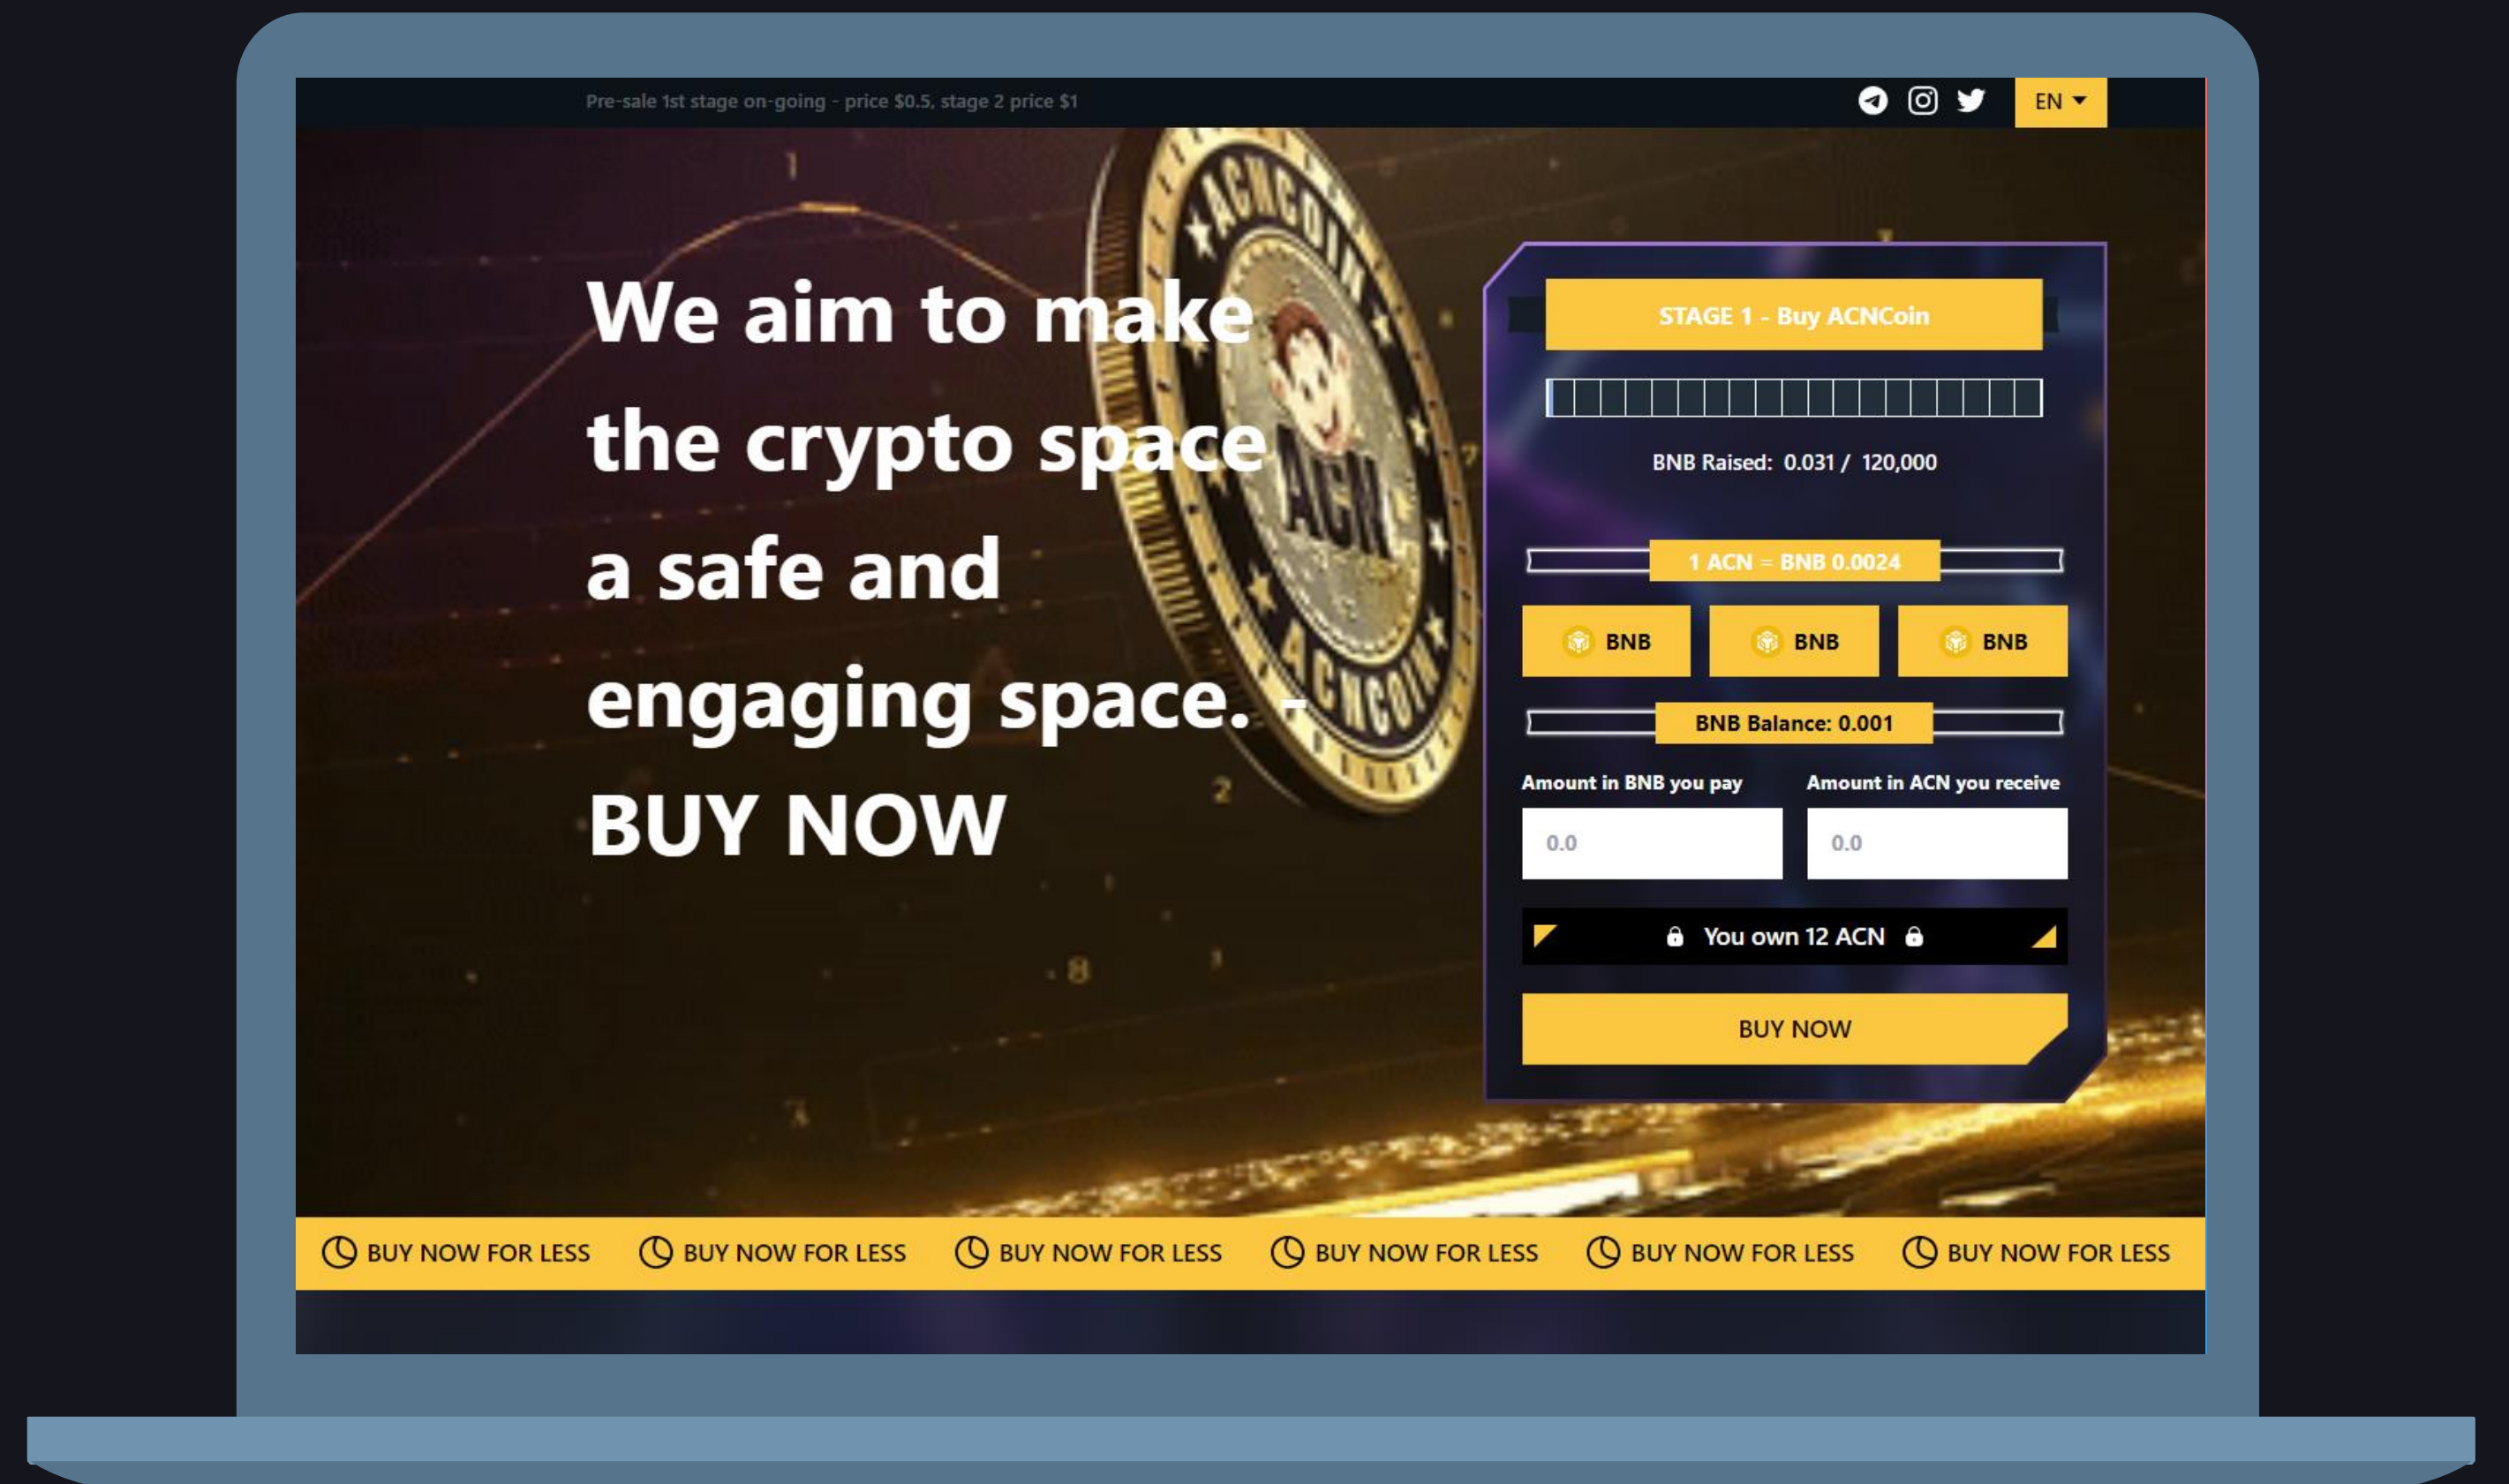 Pre-sale 1st stage on-going - price $0.5, stage 2 price $1
EN
We aim to make
the crypto space
a safe and
engaging space. -
BUY NOW
ACNCOIN
ACN
ACNCOIN
STAGE 1 - Buy ACNCoin
BNB Raised: 0.031 / 120,000
1 ACN = BNB 0.0024
BNB BNB BNB
BNB Balance: 0.001
Amount in BNB you pay Amount in ACN you receive
0.0 0.0
You own 12 ACN
BUY NOW
BUY NOW FOR LESS BUY NOW FOR LESS BUY NOW FOR LESS BUY NOW FOR LESS BUY NOW FOR LESS BUY NOW FOR LESS